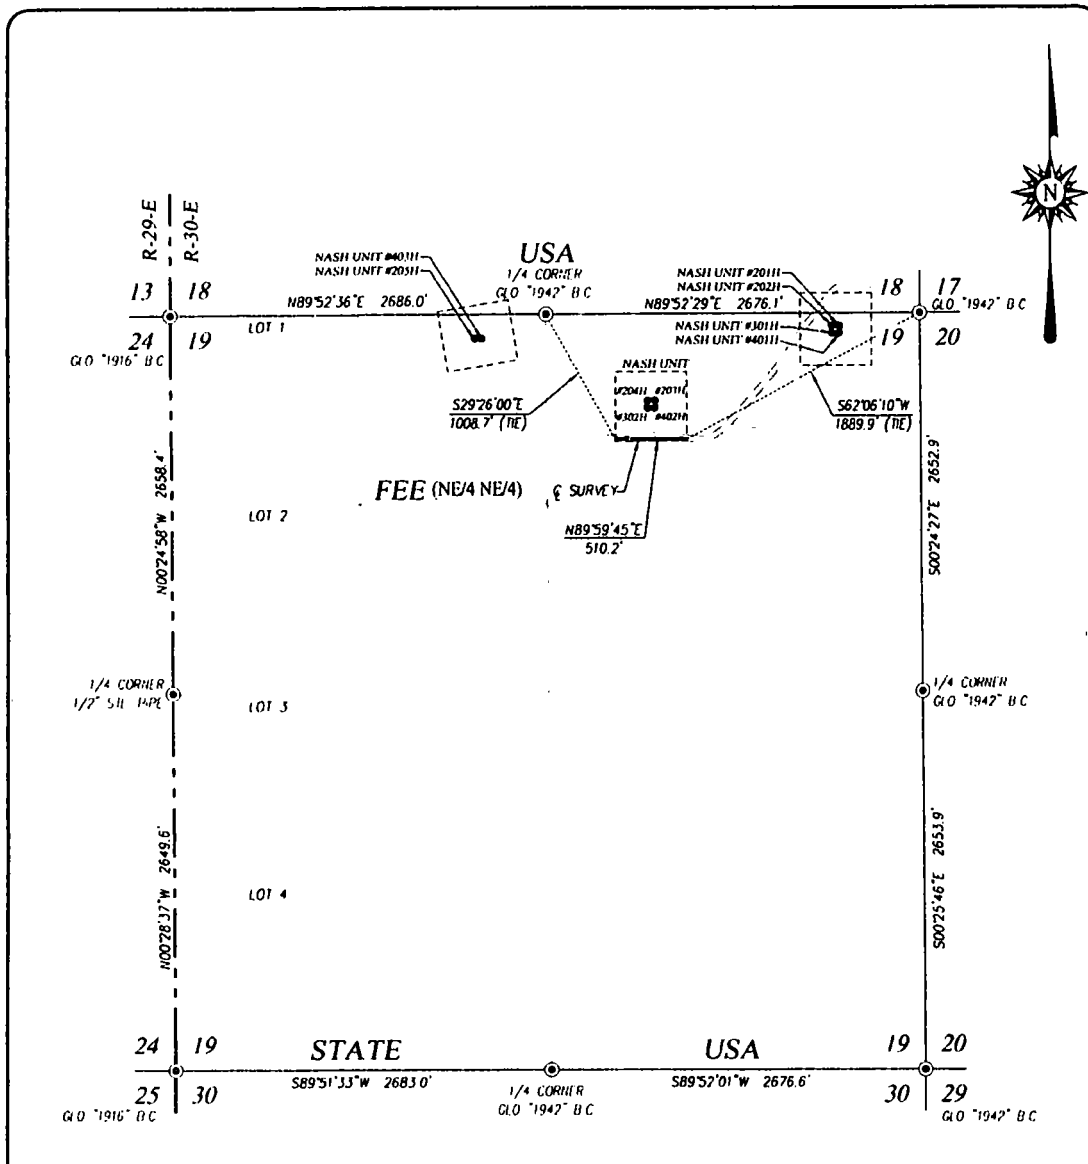 R-29-E
R-30-E
N
USA
NASH UNIT #403H
NASH UNIT #205H
1/4 CORNER
GLO "1942" B C
NASH UNIT #201H
NASH UNIT #202H
13 18
N89°52'36"E 2686.0'
N89°52'29"E 2676.1'
18 17
GLO "1942" B C
24 19
LOT 1
NASH UNIT #301H
NASH UNIT #401H
19 20
GLO "1916" B C
NASH UNIT
#204H #203H
#302H #402H
S29°26'00"E
1008.7' (TIE)
S62°06'10"W
1889.9' (TIE)
N00°24'58"W 2658.4'
S00°24'27"E 2652.9'
FEE (NE/4 NE/4)
℄ SURVEY
LOT 2
N89°59'45"E
510.2'
1/4 CORNER
1/2" STL PIPE
1/4 CORNER
GLO "1942" B C
LOT 3
N00°28'37"W 2649.6'
S00°25'46"E 2653.9'
LOT 4
24 19
STATE
USA
19 20
S89°51'33"W 2683.0'
S89°52'01"W 2676.6'
25 30
1/4 CORNER
GLO "1942" B C
30 29
GLO "1916" B C
GLO "1942" B C